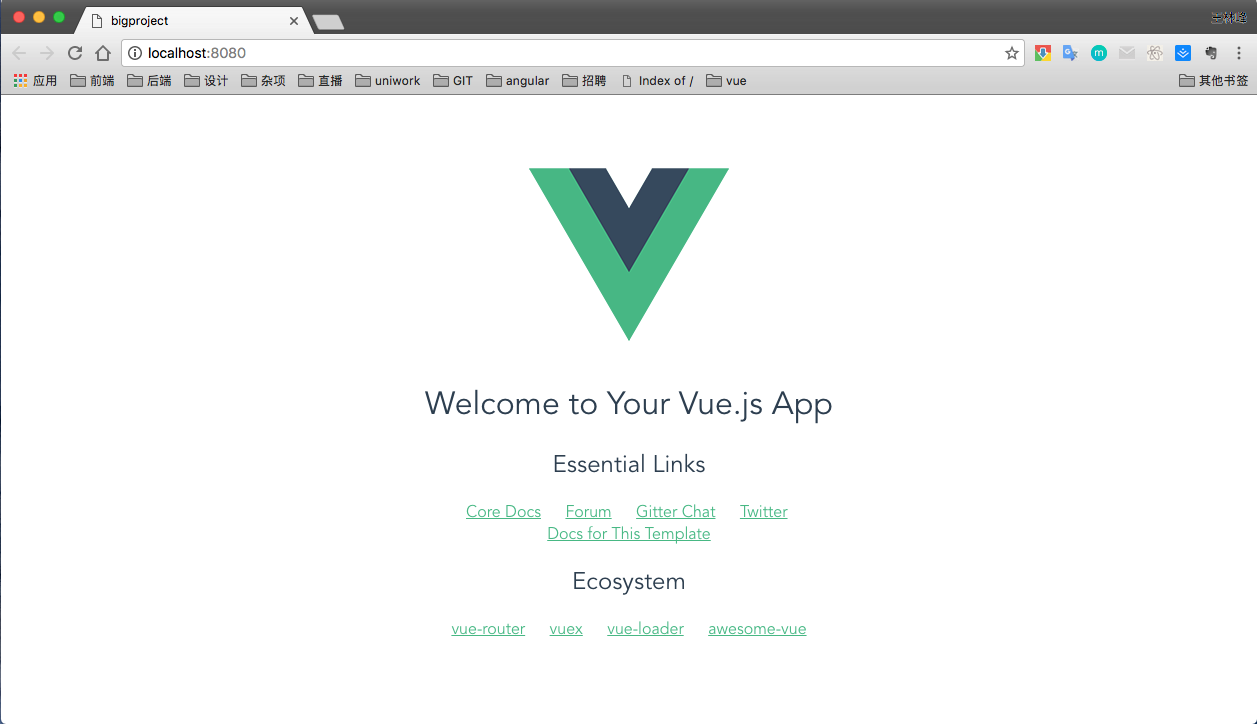 bigproject
localhost:8080
应用 前端 后端 设计 杂项 直播 uniwork GIT angular 招聘 Index of / vue 其他书签
Welcome to Your Vue.js App
Essential Links
Core Docs Forum Gitter Chat Twitter
Docs for This Template
Ecosystem
vue-router vuex vue-loader awesome-vue